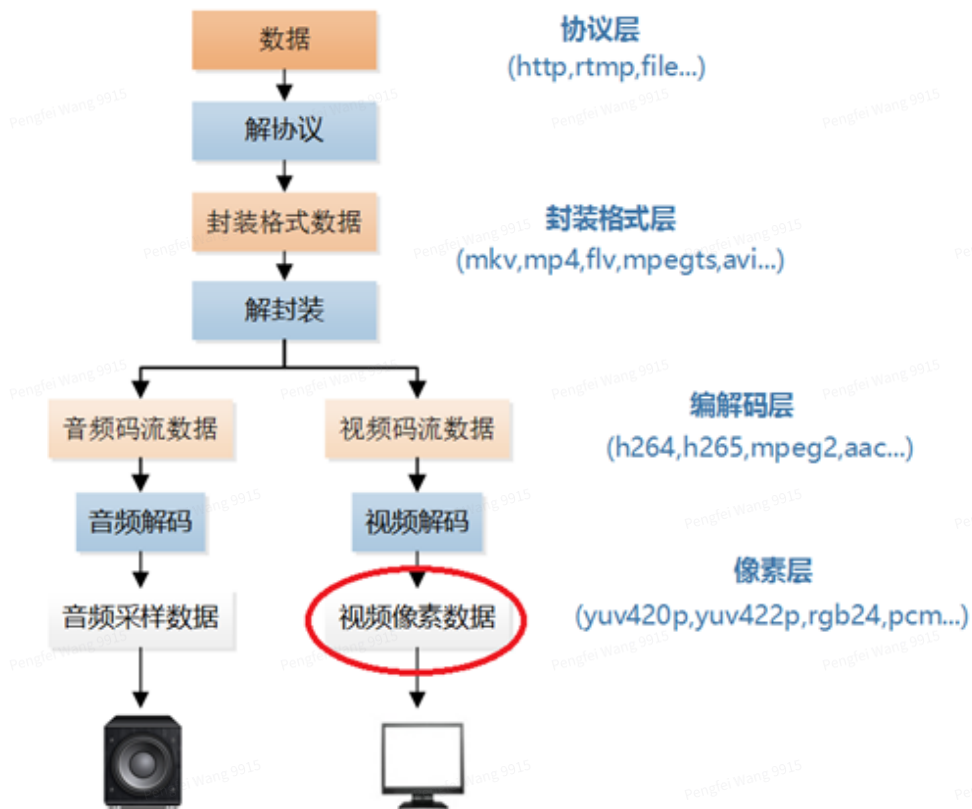 数据
协议层
(http,rtmp,file...)
解协议
封装格式数据
封装格式层
(mkv,mp4,flv,mpegts,avi...)
解封装
音频码流数据
视频码流数据
编解码层
(h264,h265,mpeg2,aac...)
音频解码
视频解码
音频采样数据
视频像素数据
像素层
(yuv420p,yuv422p,rgb24,pcm...)
Pengfei Wang 9915